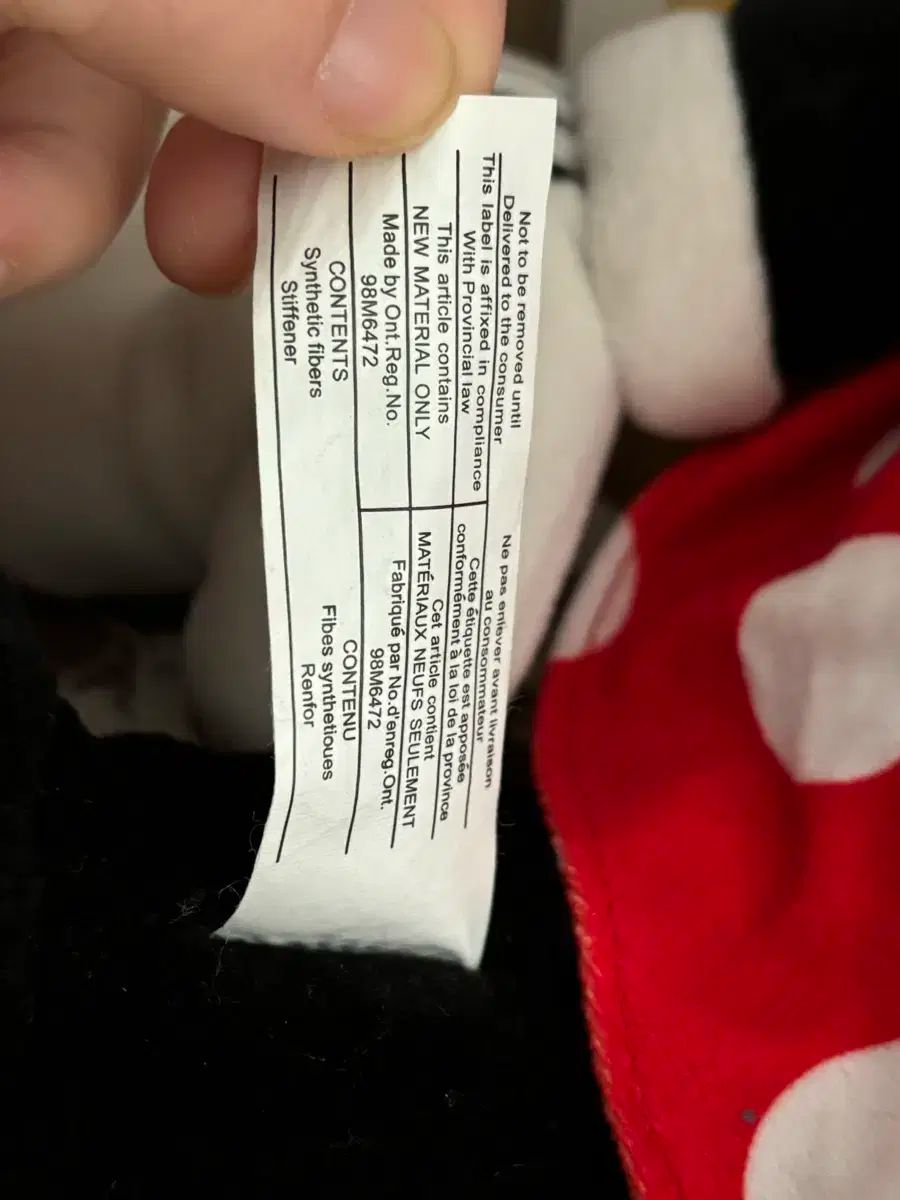 Not to be removed until
Delivered to the consumer
This label is affixed in compliance
With Provincial law
This article contains
NEW MATERIAL ONLY
Made by Ont.Reg.No.
98M6472
CONTENTS
Synthetic fibers
Stiffener
Ne pas enlever avant livraison
au consommateur
Cette étiquette est apposée
conformément à la loi de la province
Cet article contient
MATÉRIAUX NEUFS SEULEMENT
Fabriqué par No.d'enreg.Ont.
98M6472
CONTENU
Fibes synthetioues
Renfor